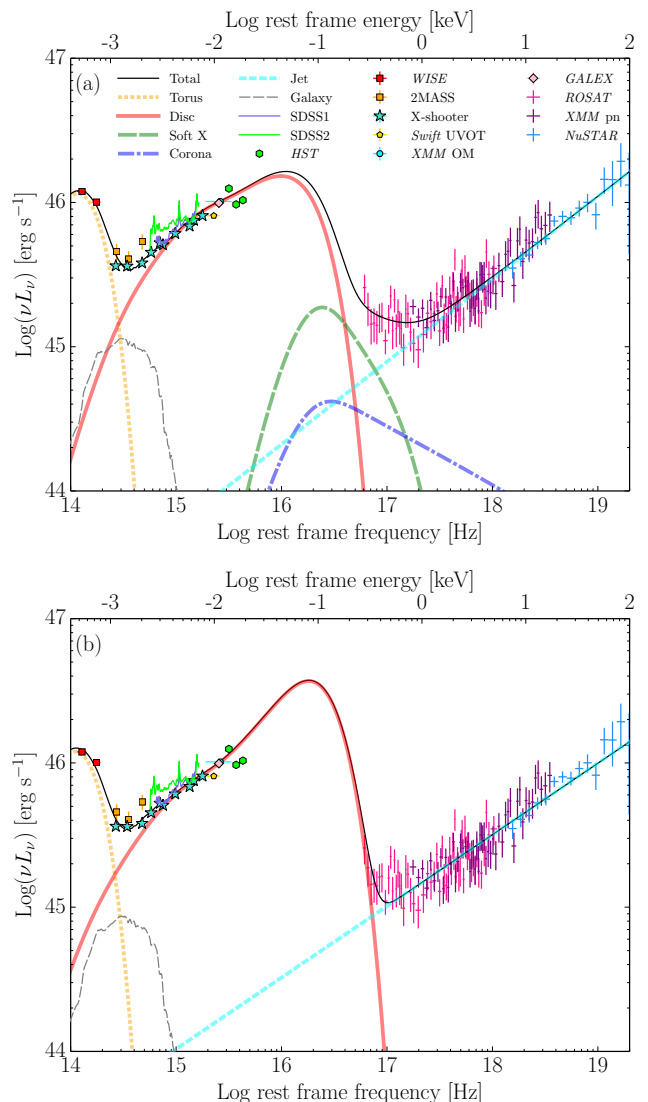 Log rest frame energy [keV]
-3 -2 -1 0 1 2
47
(a)
Total Jet WISE GALEX
Torus Galaxy 2MASS ROSAT
Disc SDSS1 X-shooter XMM pn
Soft X SDSS2 Swift UVOT NuSTAR
Corona HST XMM OM
46
Log(νLν) [erg s⁻¹]
45
44
14 15 16 17 18 19
Log rest frame frequency [Hz]
Log rest frame energy [keV]
-3 -2 -1 0 1 2
47
(b)
46
Log(νLν) [erg s⁻¹]
45
44
14 15 16 17 18 19
Log rest frame frequency [Hz]